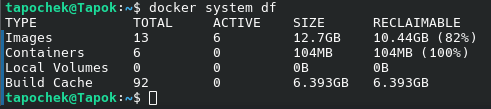 tapochek@Tapok:~$ docker system df
TYPE TOTAL ACTIVE SIZE RECLAIMABLE
Images 13 6 12.7GB 10.44GB (82%)
Containers 6 0 104MB 104MB (100%)
Local Volumes 0 0 0B 0B
Build Cache 92 0 6.393GB 6.393GB
tapochek@Tapok:~$